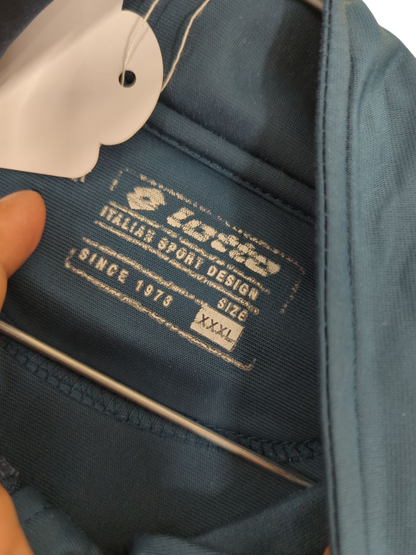 lotto
ITALIAN SPORT DESIGN
SINCE 1973
SIZE
XXXL